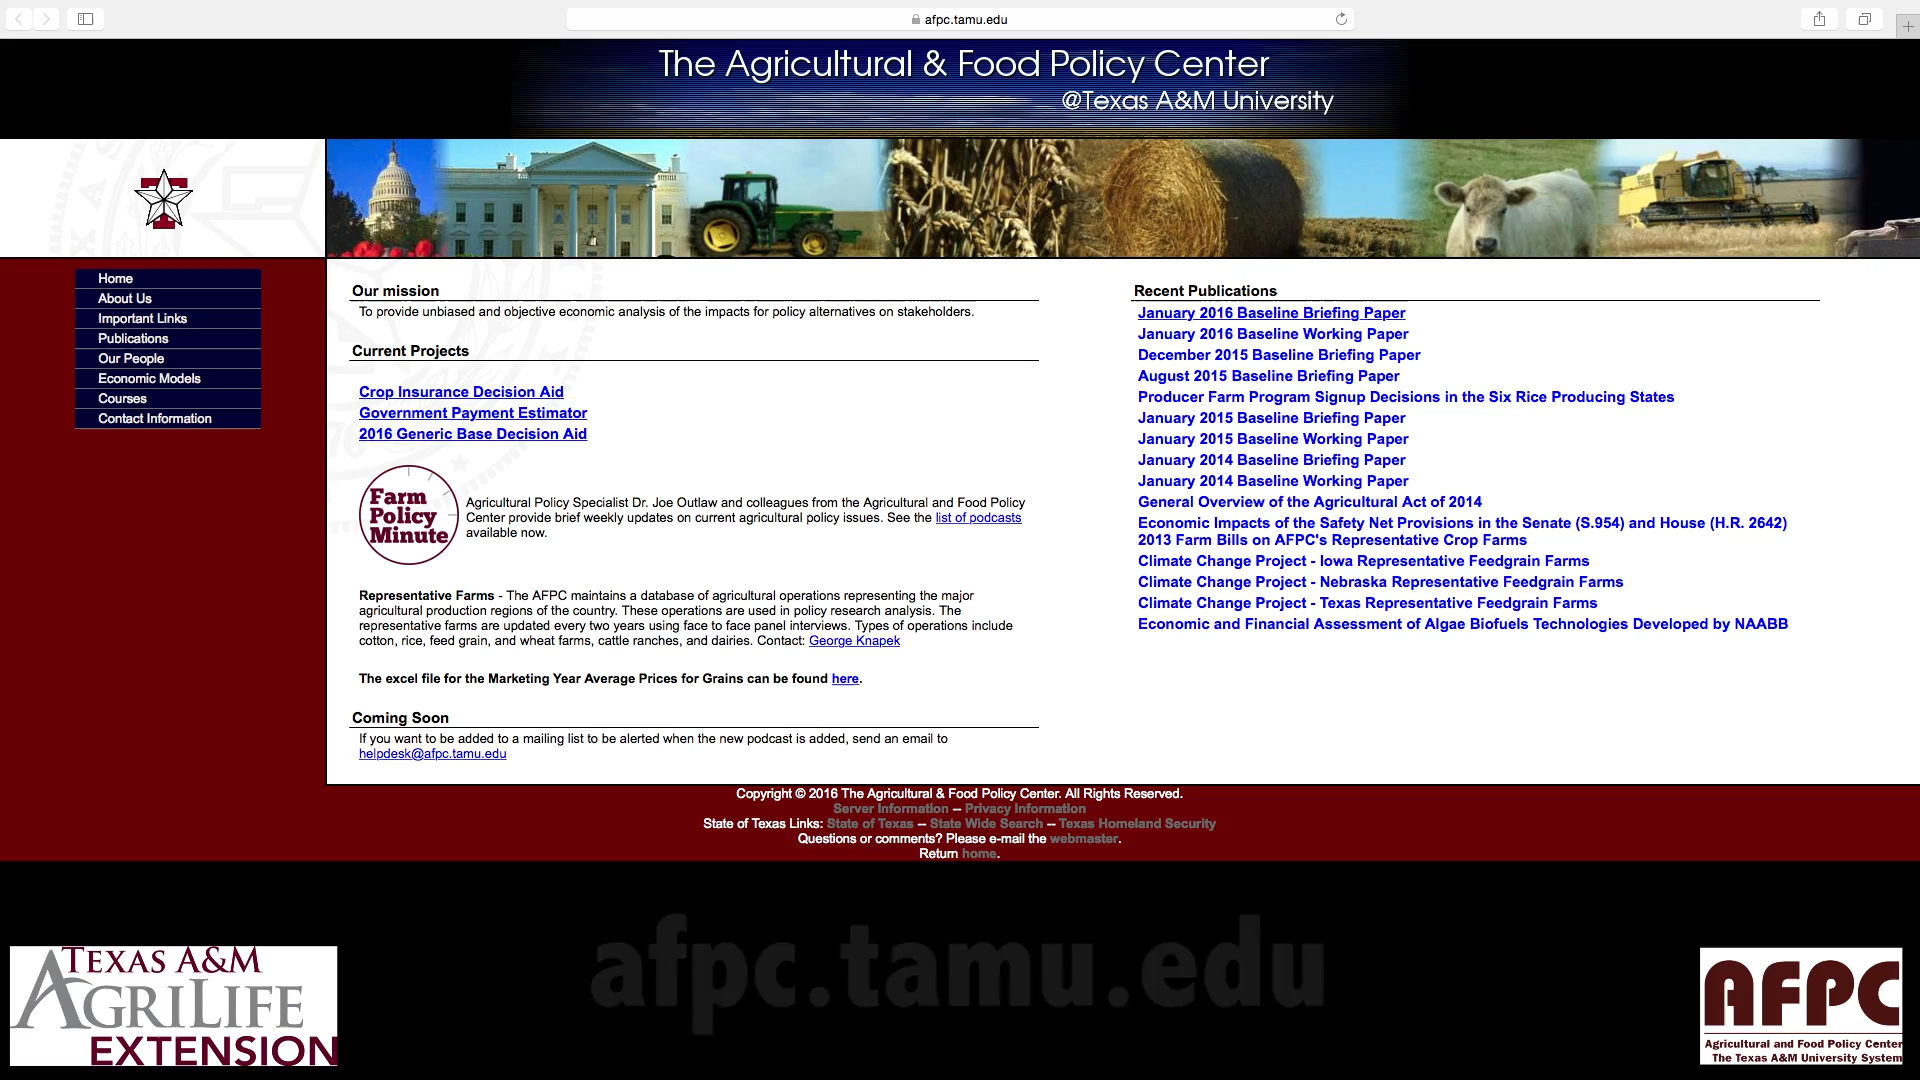 afpc.tamu.edu
The Agricultural & Food Policy Center
@Texas A&M University
Home
About Us
Important Links
Publications
Our People
Economic Models
Courses
Contact Information
Our mission
To provide unbiased and objective economic analysis of the impacts for policy alternatives on stakeholders.
Current Projects
Crop Insurance Decision Aid
Government Payment Estimator
2016 Generic Base Decision Aid
Farm
Policy
Minute
Agricultural Policy Specialist Dr. Joe Outlaw and colleagues from the Agricultural and Food Policy
Center provide brief weekly updates on current agricultural policy issues. See the list of podcasts
available now.
Representative Farms - The AFPC maintains a database of agricultural operations representing the major
agricultural production regions of the country. These operations are used in policy research analysis. The
representative farms are updated every two years using face to face panel interviews. Types of operations include
cotton, rice, feed grain, and wheat farms, cattle ranches, and dairies. Contact: George Knapek
The excel file for the Marketing Year Average Prices for Grains can be found here.
Coming Soon
If you want to be added to a mailing list to be alerted when the new podcast is added, send an email to
helpdesk@afpc.tamu.edu
Recent Publications
January 2016 Baseline Briefing Paper
January 2016 Baseline Working Paper
December 2015 Baseline Briefing Paper
August 2015 Baseline Briefing Paper
Producer Farm Program Signup Decisions in the Six Rice Producing States
January 2015 Baseline Briefing Paper
January 2015 Baseline Working Paper
January 2014 Baseline Briefing Paper
January 2014 Baseline Working Paper
General Overview of the Agricultural Act of 2014
Economic Impacts of the Safety Net Provisions in the Senate (S.954) and House (H.R. 2642)
2013 Farm Bills on AFPC's Representative Crop Farms
Climate Change Project - Iowa Representative Feedgrain Farms
Climate Change Project - Nebraska Representative Feedgrain Farms
Climate Change Project - Texas Representative Feedgrain Farms
Economic and Financial Assessment of Algae Biofuels Technologies Developed by NAABB
Copyright © 2016 The Agricultural & Food Policy Center. All Rights Reserved.
Server Information -- Privacy Information
State of Texas Links: State of Texas -- State Wide Search -- Texas Homeland Security
Questions or comments? Please e-mail the webmaster.
Return home.
TEXAS A&M
AGRILIFE
EXTENSION
afpc.tamu.edu
AFPC
Agricultural and Food Policy Center
The Texas A&M University System